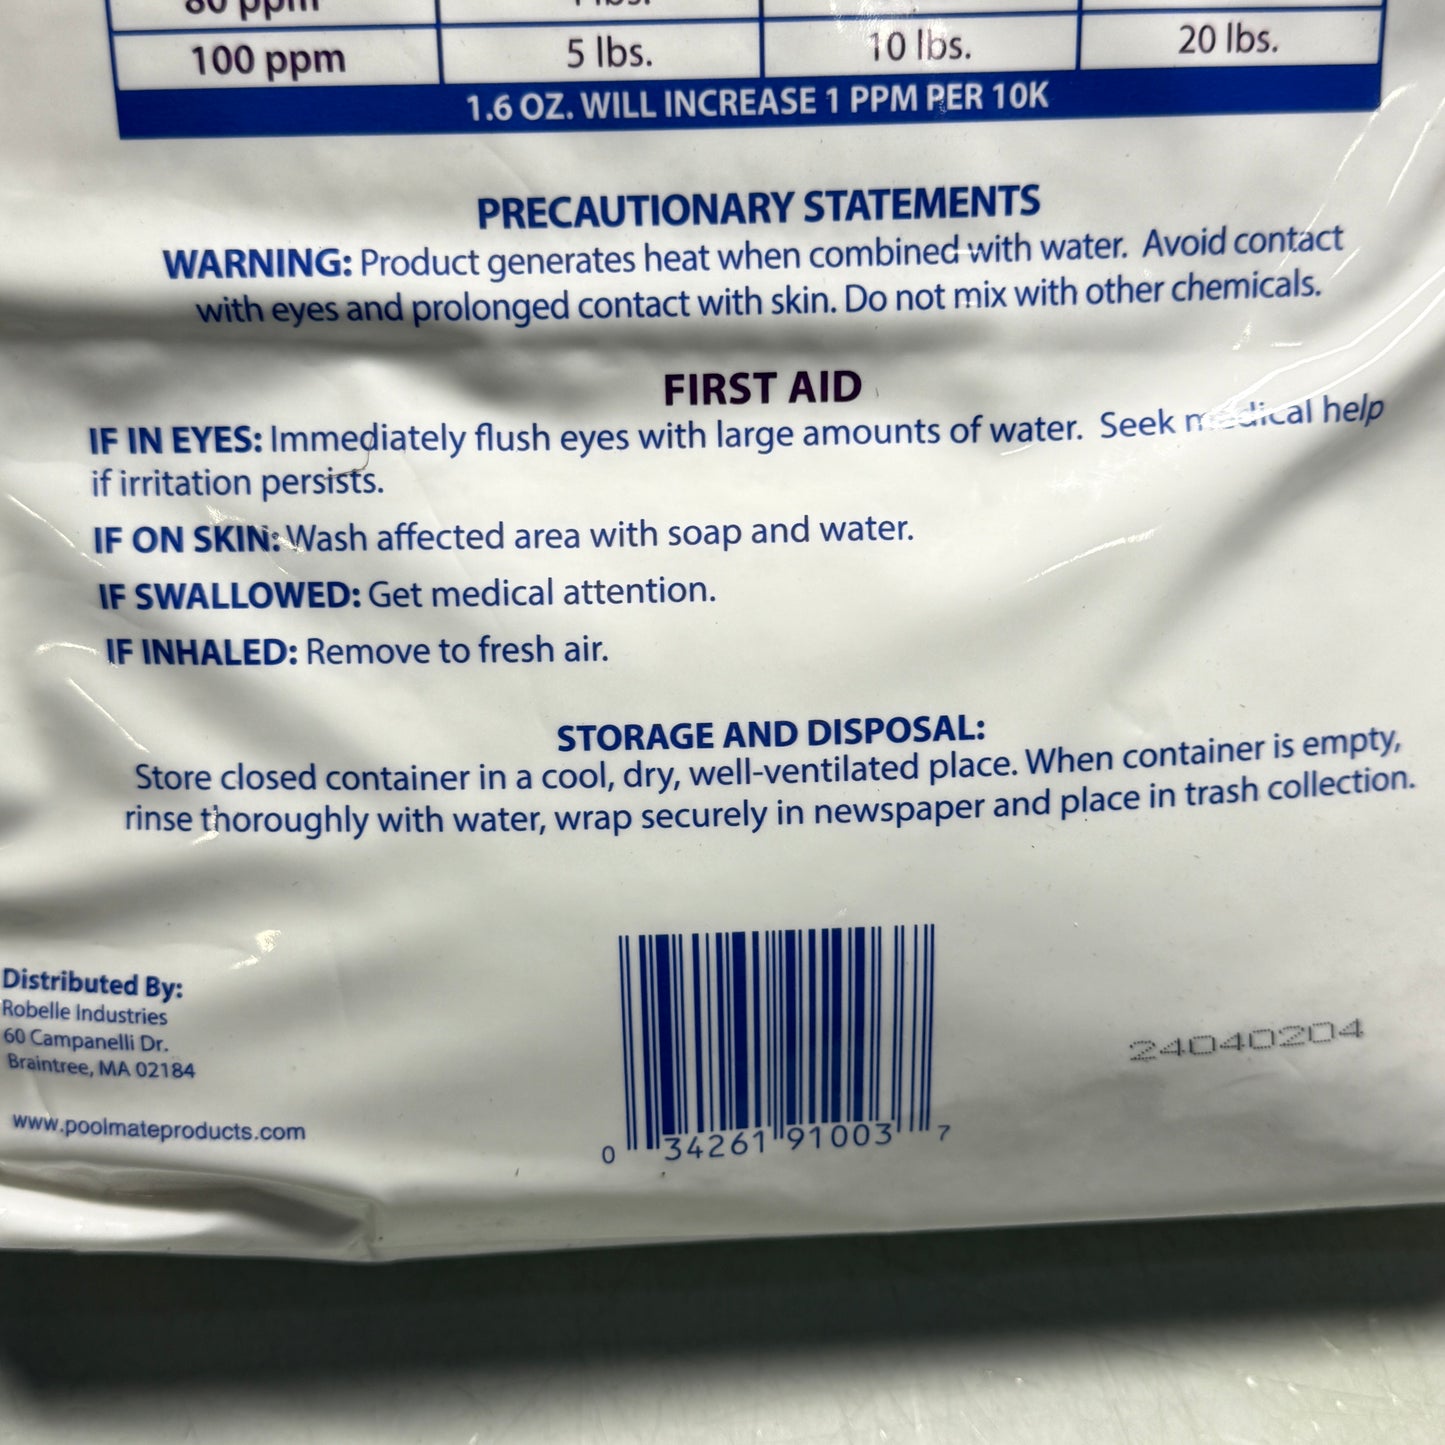 80 ppm
lbs.
100 ppm 5 lbs. 10 lbs. 20 lbs.
1.6 OZ. WILL INCREASE 1 PPM PER 10K
PRECAUTIONARY STATEMENTS
WARNING: Product generates heat when combined with water. Avoid contact
with eyes and prolonged contact with skin. Do not mix with other chemicals.
FIRST AID
IF IN EYES: Immediately flush eyes with large amounts of water. Seek medical help
if irritation persists.
IF ON SKIN: Wash affected area with soap and water.
IF SWALLOWED: Get medical attention.
IF INHALED: Remove to fresh air.
STORAGE AND DISPOSAL:
Store closed container in a cool, dry, well-ventilated place. When container is empty,
rinse thoroughly with water, wrap securely in newspaper and place in trash collection.
Distributed By:
Robelle Industries
60 Campanelli Dr.
Braintree, MA 02184
www.poolmateproducts.com
0 34261 91003 7
24040204